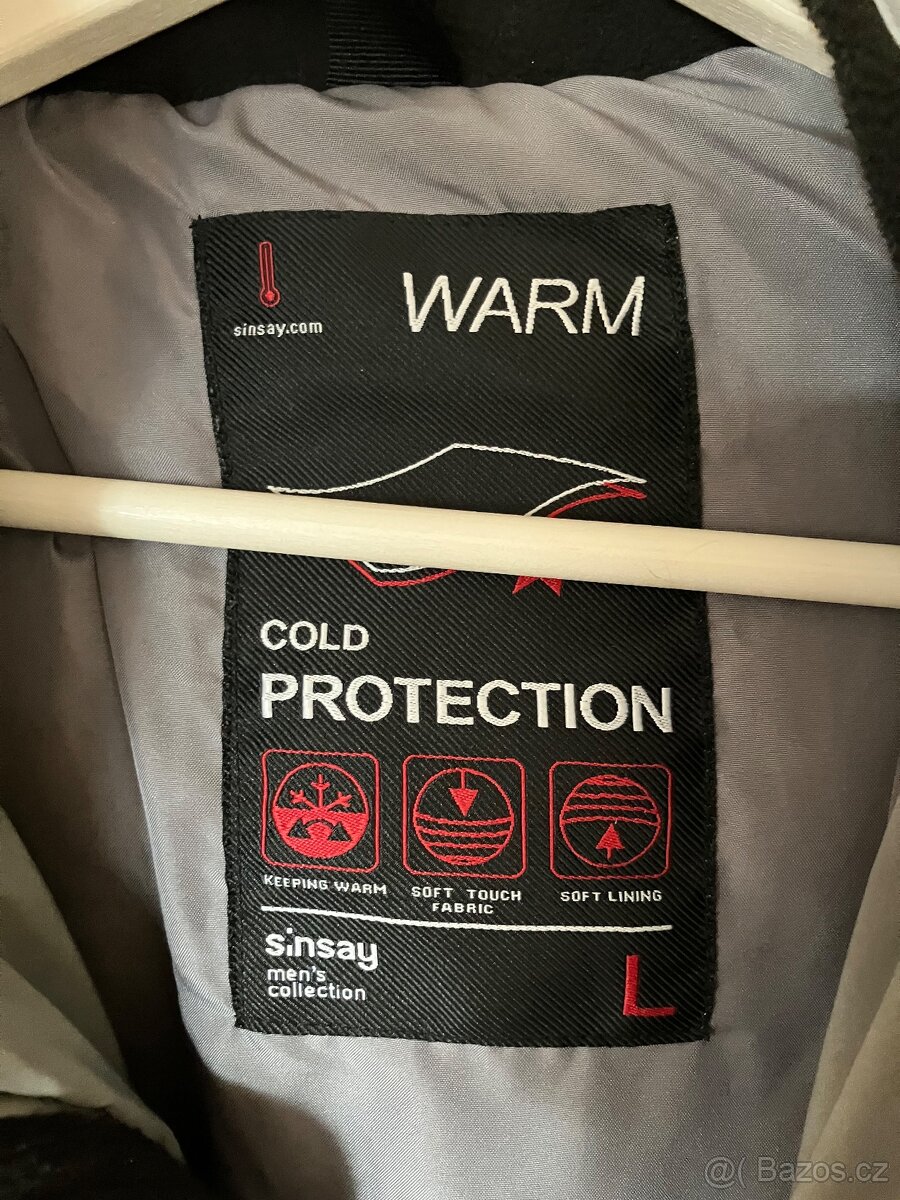 WARM
sinsay.com
COLD
PROTECTION
KEEPING WARM
SOFT TOUCH
FABRIC
SOFT LINING
sinsay
men's
collection
L
@( Bazos.cz